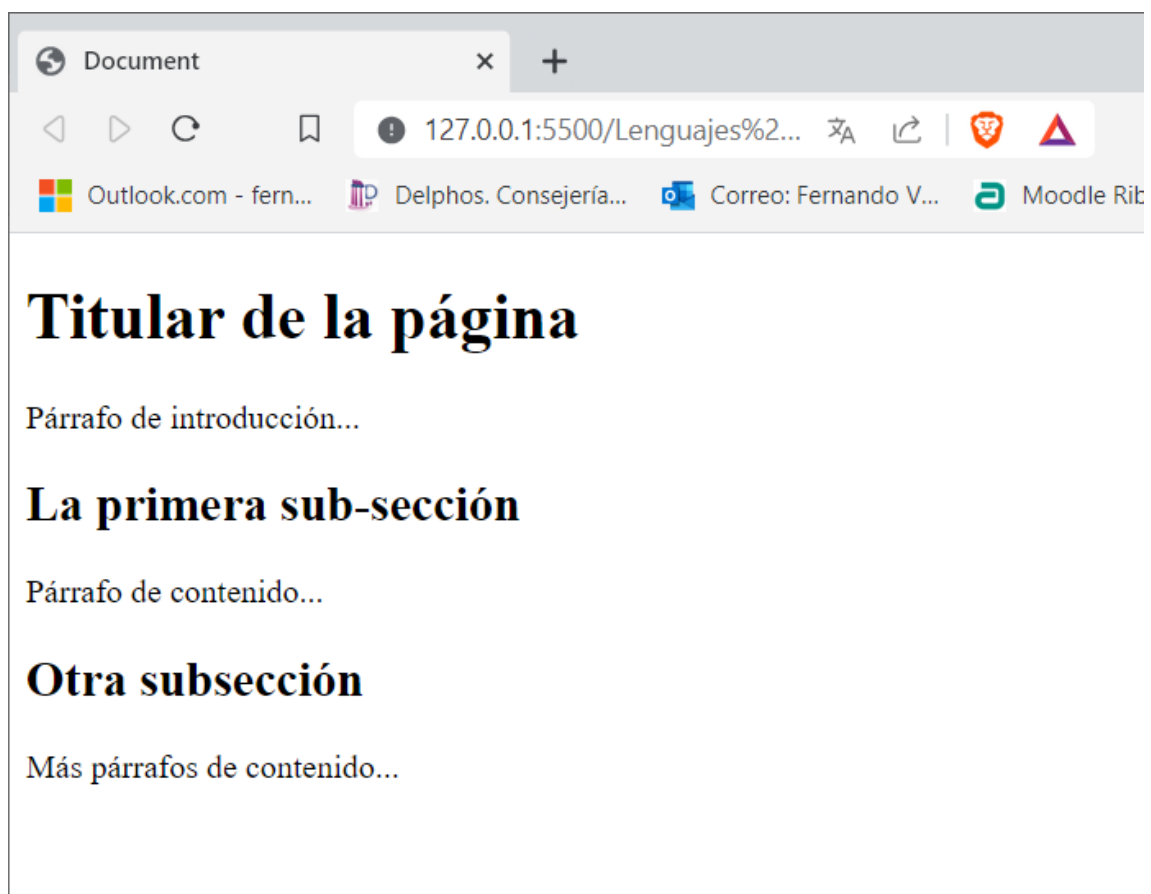 Document
127.0.0.1:5500/Lenguajes%2...
Outlook.com - fern... Delphos. Consejería... Correo: Fernando V... Moodle Rib
Titular de la página
Párrafo de introducción...
La primera sub-sección
Párrafo de contenido...
Otra subsección
Más párrafos de contenido...